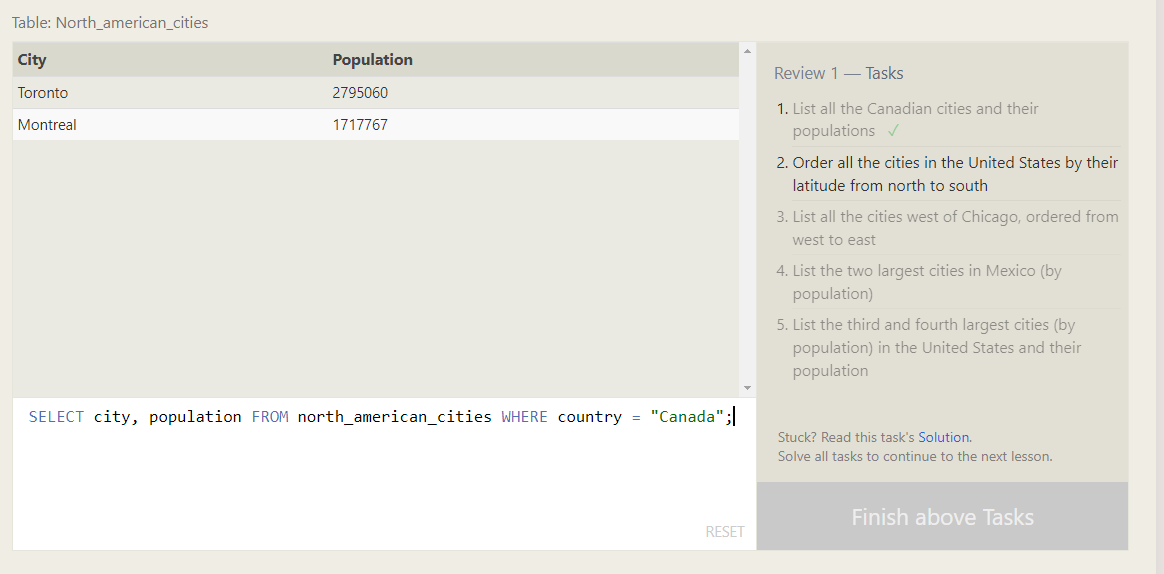 Table: North_american_cities
City Population
Toronto 2795060
Montreal 1717767
SELECT city, population FROM north_american_cities WHERE country = "Canada";
RESET
Review 1 — Tasks
1. List all the Canadian cities and their
populations ✓
2. Order all the cities in the United States by their
latitude from north to south
3. List all the cities west of Chicago, ordered from
west to east
4. List the two largest cities in Mexico (by
population)
5. List the third and fourth largest cities (by
population) in the United States and their
population
Stuck? Read this task's Solution.
Solve all tasks to continue to the next lesson.
Finish above Tasks